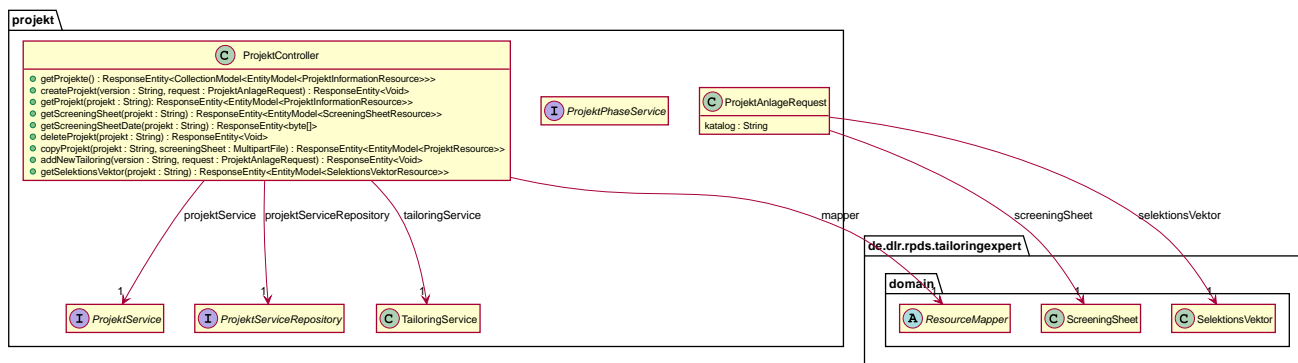 projekt
C ProjektController
getProjekte() : ResponseEntity<CollectionModel<EntityModel<ProjektInformationResource>>>
createProjekt(version : String, request : ProjektAnlageRequest) : ResponseEntity<Void>
getProjekt(projekt : String): ResponseEntity<EntityModel<ProjektInformationResource>>
getScreeningSheet(projekt : String) : ResponseEntity<EntityModel<ScreeningSheetResource>>
getScreeningSheetDate(projekt : String) : ResponseEntity<byte[]>
deleteProjekt(projekt : String) : ResponseEntity<Void>
copyProjekt(projekt : String, screeningSheet : MultipartFile) : ResponseEntity<EntityModel<ProjektResource>>
addNewTailoring(version : String, request : ProjektAnlageRequest) : ResponseEntity<Void>
getSelektionsVektor(projekt : String) : ResponseEntity<EntityModel<SelektionsVektorResource>>
I ProjektPhaseService
C ProjektAnlageRequest
katalog : String
projektService
projektServiceRepository
tailoringService
mapper
screeningSheet
selektionsVektor
de.dlr.rpds.tailoringexpert
domain
1
1
1
1
1
1
I ProjektService
I ProjektServiceRepository
C TailoringService
A ResourceMapper
C ScreeningSheet
C SelektionsVektor